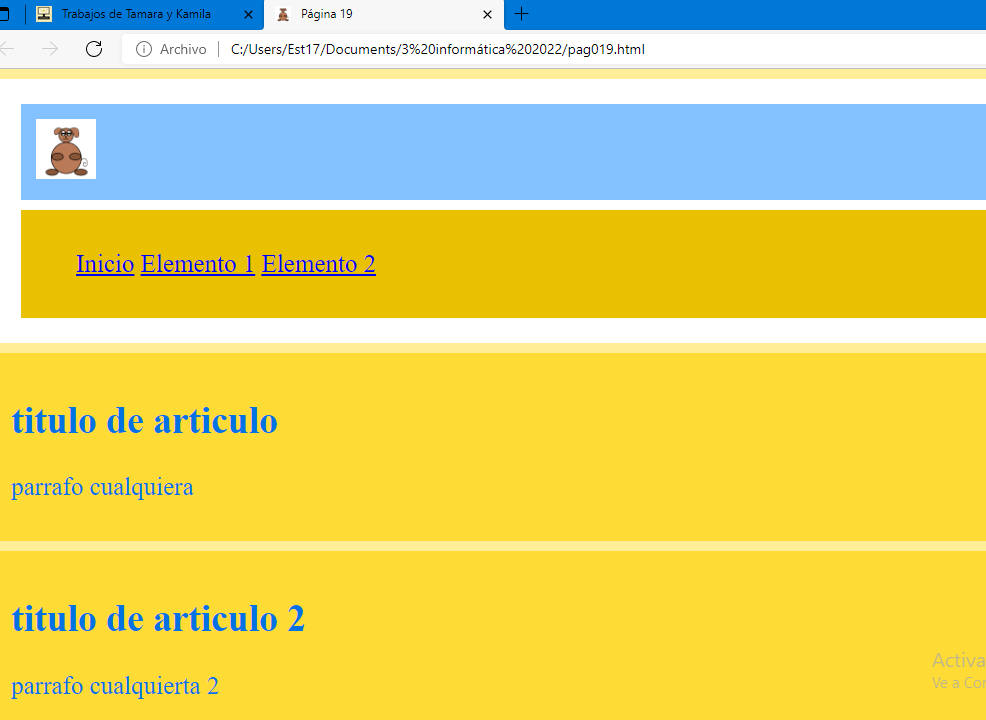 Trabajos de Tamara y Kamila
Página 19
Archivo
C:/Users/Est17/Documents/3%20informática%202022/pag019.html
Inicio Elemento 1 Elemento 2
titulo de articulo
parrafo cualquiera
titulo de articulo 2
parrafo cualquierta 2
Activa
Ve a Con